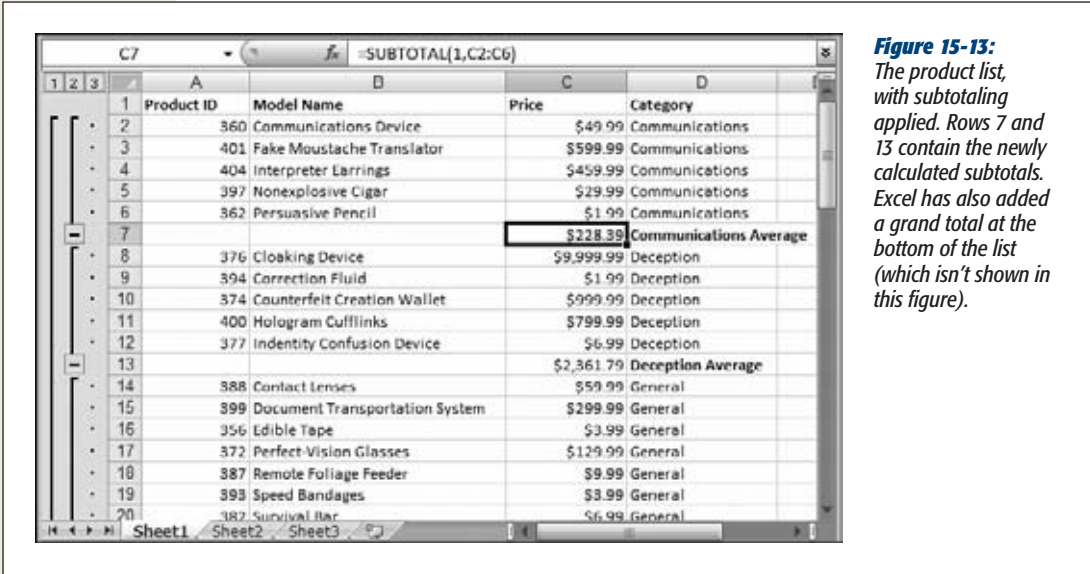 C7 fx =SUBTOTAL(1,C2:C6)
1 2 3 A B C D
1 Product ID Model Name Price Category
2 360 Communications Device $49.99 Communications
3 401 Fake Moustache Translator $599.99 Communications
4 404 Interpreter Earrings $459.99 Communications
5 397 Nonexplosive Cigar $29.99 Communications
6 362 Persuasive Pencil $1.99 Communications
7 $228.39 Communications Average
8 376 Cloaking Device $9,999.99 Deception
9 394 Correction Fluid $1.99 Deception
10 374 Counterfeit Creation Wallet $999.99 Deception
11 400 Hologram Cufflinks $799.99 Deception
12 377 Indentity Confusion Device $6.99 Deception
13 $2,361.79 Deception Average
14 388 Contact Lenses $59.99 General
15 399 Document Transportation System $299.99 General
16 356 Edible Tape $3.99 General
17 372 Perfect-Vision Glasses $129.99 General
18 387 Remote Foliage Feeder $9.99 General
19 393 Speed Bandages $3.99 General
20 387 Survival Bar $6.99 General
Sheet1 Sheet2 Sheet3
Figure 15-13:
The product list,
with subtotaling
applied. Rows 7 and
13 contain the newly
calculated subtotals.
Excel has also added
a grand total at the
bottom of the list
(which isn't shown in
this figure).